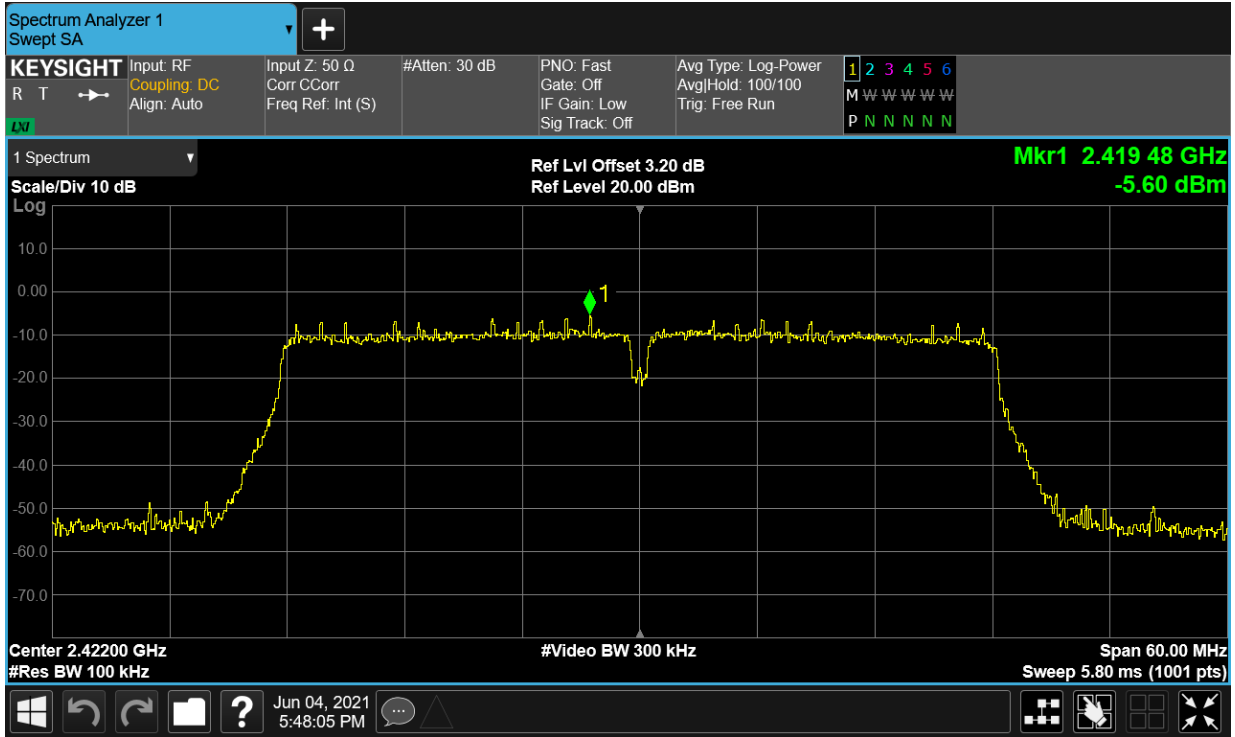 Spectrum Analyzer 1
Swept SA
+
KEYSIGHT
R T
LXI
Input: RF
Coupling: DC
Align: Auto
Input Z: 50 Ω
Corr CCorr
Freq Ref: Int (S)
#Atten: 30 dB
PNO: Fast
Gate: Off
IF Gain: Low
Sig Track: Off
Avg Type: Log-Power
Avg|Hold: 100/100
Trig: Free Run
1 2 3 4 5 6
M W W W W W
P N N N N N
1 Spectrum
Scale/Div 10 dB
Log
Ref Lvl Offset 3.20 dB
Ref Level 20.00 dBm
Mkr1 2.419 48 GHz
-5.60 dBm
10.0
0.00
-10.0
-20.0
-30.0
-40.0
-50.0
-60.0
-70.0
1
Center 2.42200 GHz
#Res BW 100 kHz
#Video BW 300 kHz
Span 60.00 MHz
Sweep 5.80 ms (1001 pts)
?
Jun 04, 2021
5:48:05 PM